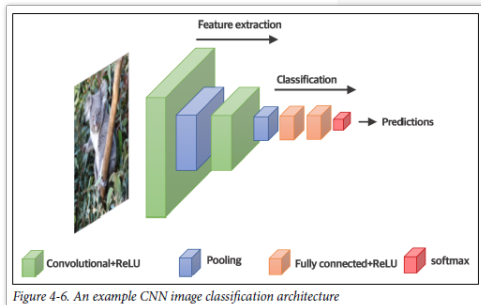 Feature extraction
Classification
Predictions
Convolutional+ReLU
Pooling
Fully connected+ReLU
softmax
Figure 4-6. An example CNN image classification architecture